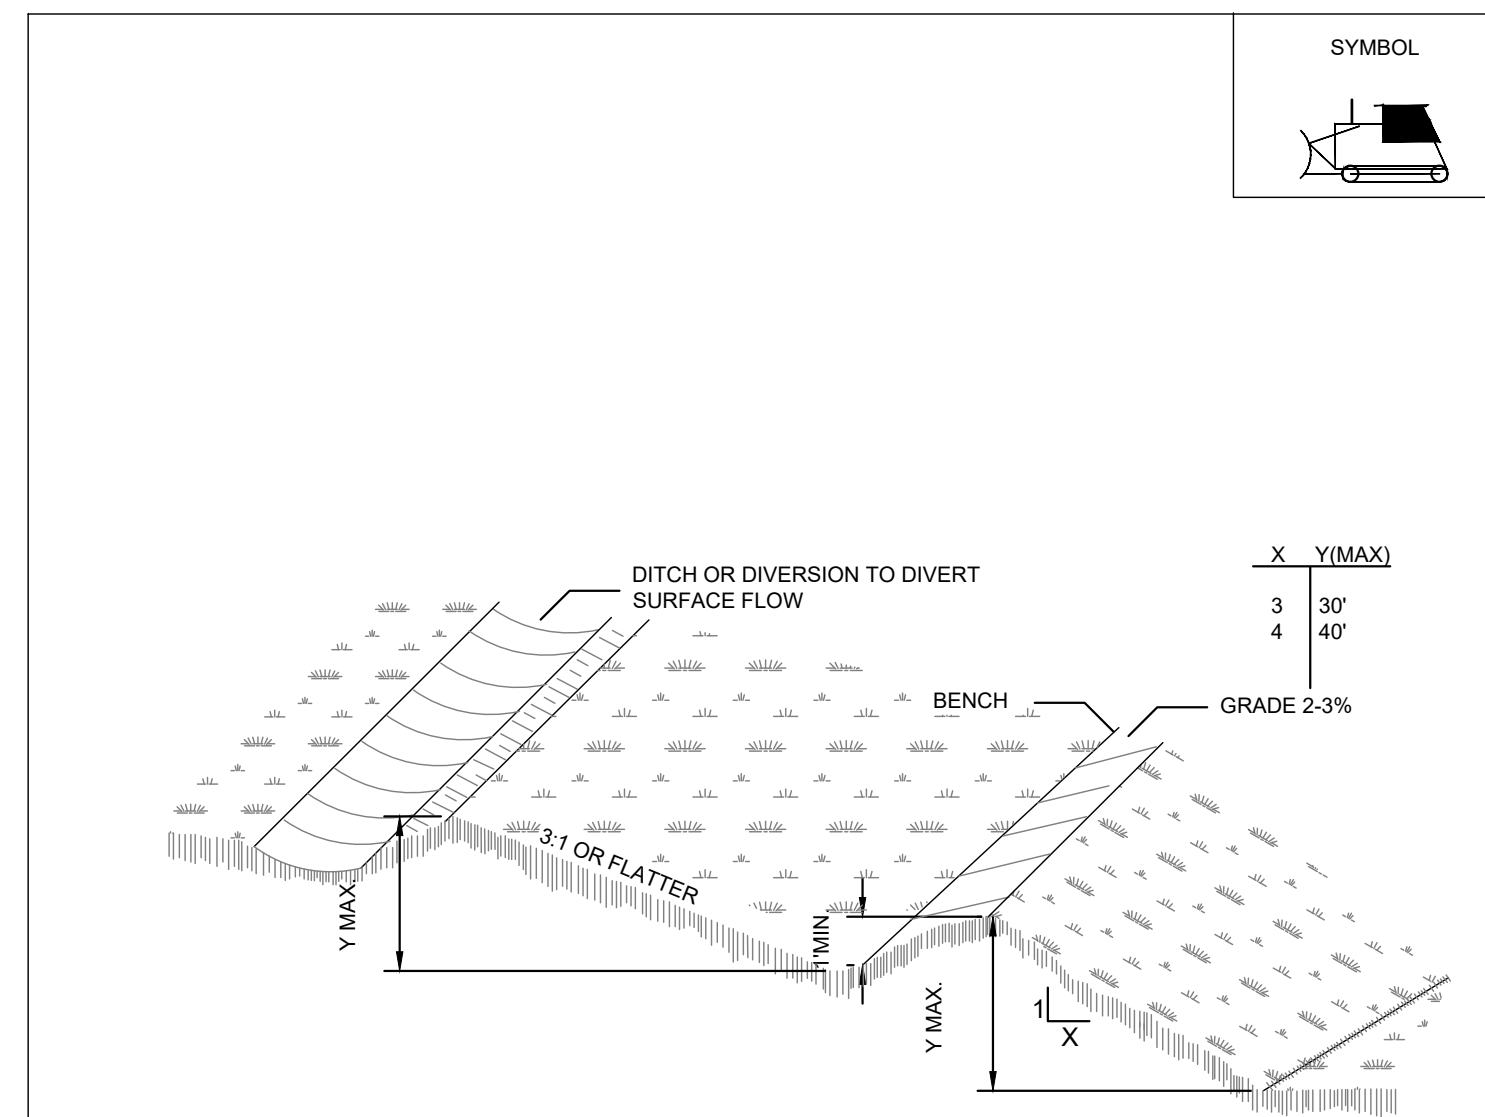 SYMBOL
DITCH OR DIVERSION TO DIVERT
SURFACE FLOW
X Y(MAX)
3 30'
4 40'
BENCH
GRADE 2-3%
3:1 OR FLATTER
Y MAX.
1'MIN.
Y MAX.
1
X